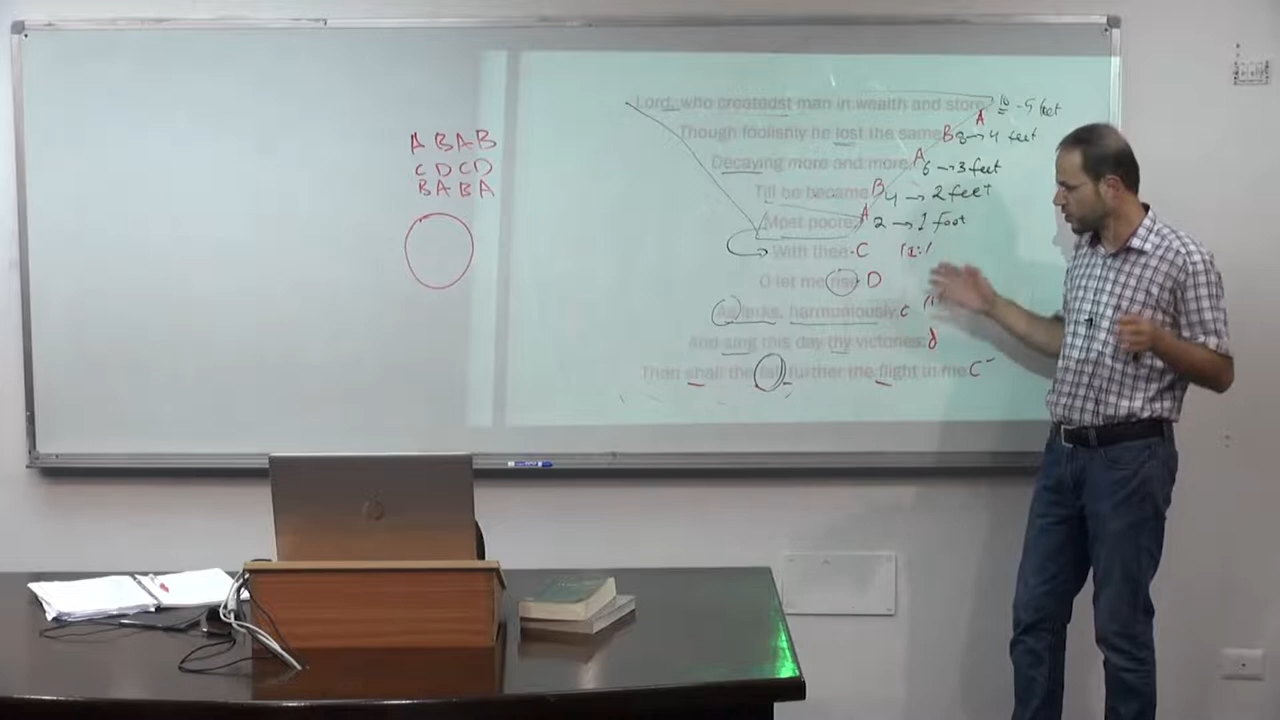 A B A B
C D C D
B A B A
Lord, who createdst man in wealth and store, A 10 - 5 feet
Though foolishly he lost the same B 8 → 4 feet
Decaying more and more, A 6 → 3 feet
Till he became B 4 → 2 feet
Most poore: A 2 → 1 foot
With thee C
O let me rise D
As larks, harmoniously, C
And sing this day thy victories: d
Then shall the fall further the flight in me C